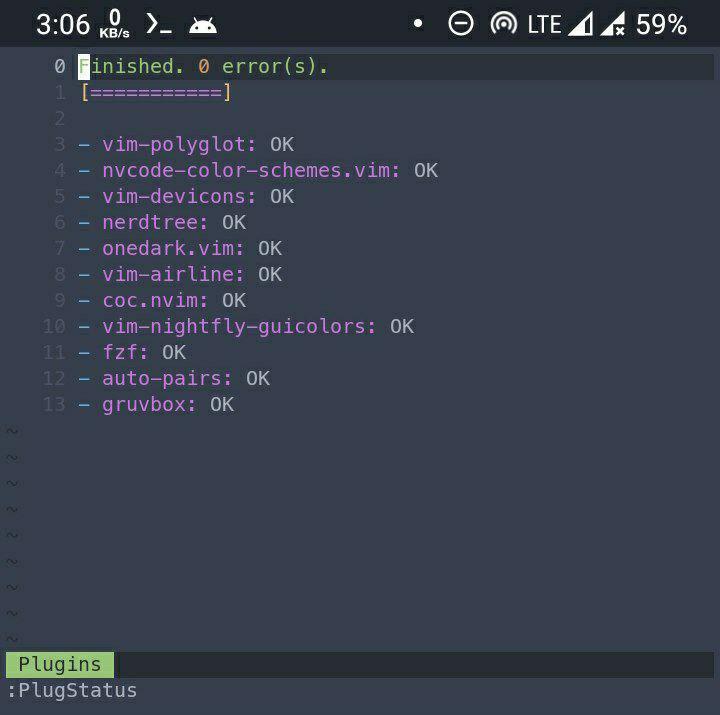 3:06 0 KB/s LTE 59%
0 Finished. 0 error(s).
1 [===========]
2
3 - vim-polyglot: OK
4 - nvcode-color-schemes.vim: OK
5 - vim-devicons: OK
6 - nerdtree: OK
7 - onedark.vim: OK
8 - vim-airline: OK
9 - coc.nvim: OK
10 - vim-nightfly-guicolors: OK
11 - fzf: OK
12 - auto-pairs: OK
13 - gruvbox: OK
~
~
~
~
~
~
~
~
~
Plugins
:PlugStatus